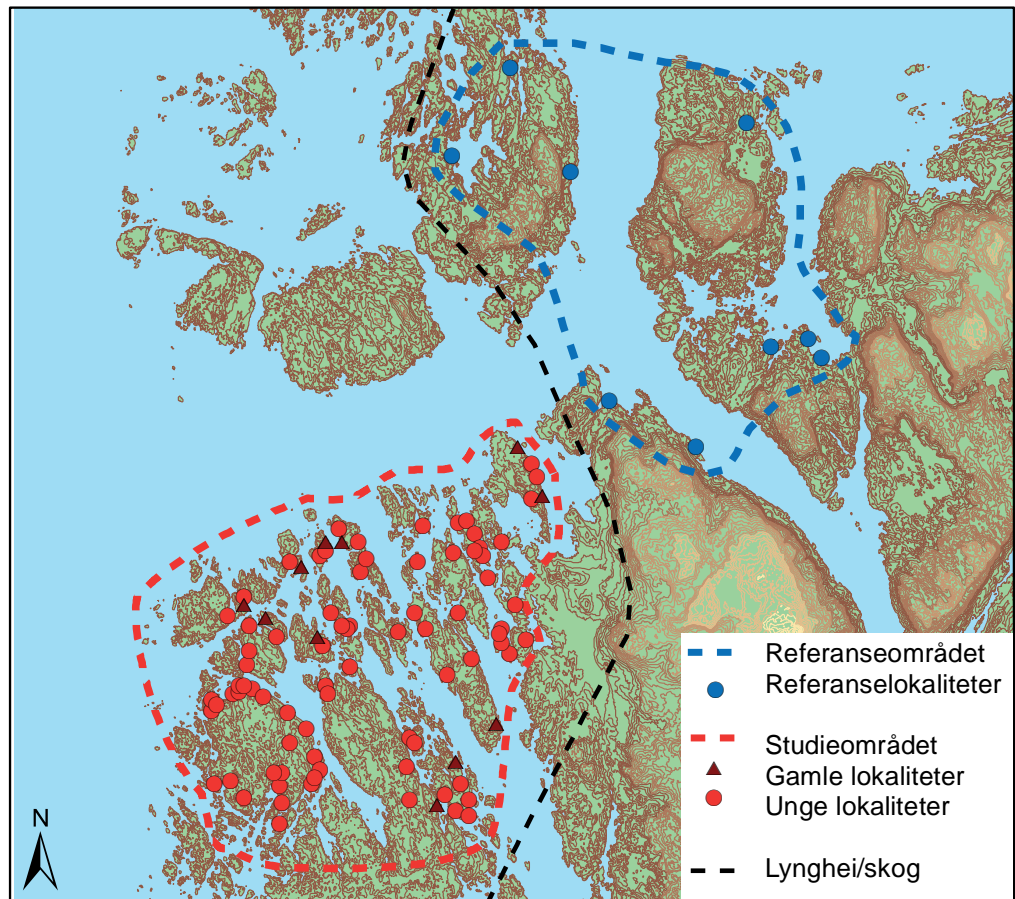 Referanseområdet
Referanselokaliteter
Studieområdet
Gamle lokaliteter
Unge lokaliteter
Lynghei/skog
N